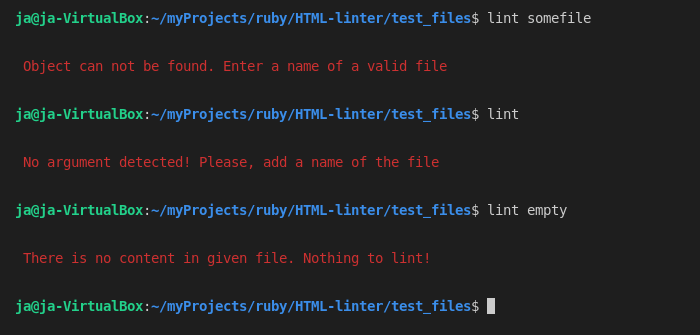 ja@ja-VirtualBox:~/myProjects/ruby/HTML-linter/test_files$ lint somefile
Object can not be found. Enter a name of a valid file
ja@ja-VirtualBox:~/myProjects/ruby/HTML-linter/test_files$ lint
No argument detected! Please, add a name of the file
ja@ja-VirtualBox:~/myProjects/ruby/HTML-linter/test_files$ lint empty
There is no content in given file. Nothing to lint!
ja@ja-VirtualBox:~/myProjects/ruby/HTML-linter/test_files$